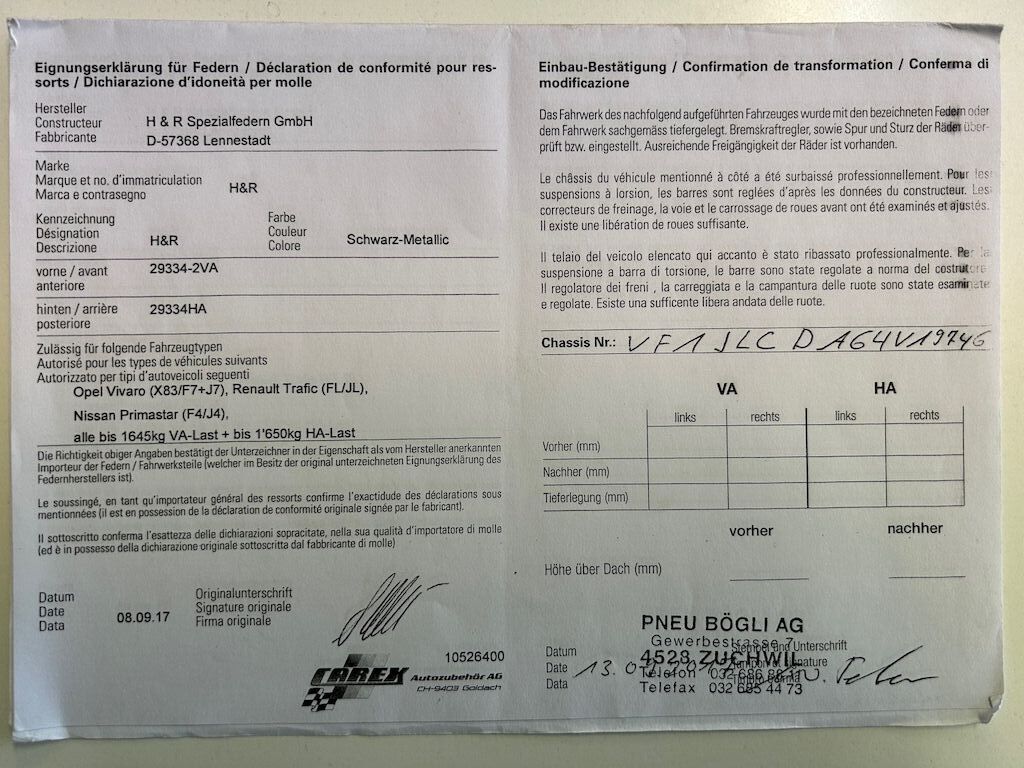 Eignungserklärung für Federn / Déclaration de conformité pour res-
sorts / Dichiarazione d'idoneità per molle
Hersteller
Constructeur
Fabbricante
H & R Spezialfedern GmbH
D-57368 Lennestadt
Marke
Marque et no. d'immatriculation
Marca e contrasegno
H&R
Kennzeichnung
Désignation
Descrizione
H&R
Farbe
Couleur
Colore
Schwarz-Metallic
vorne / avant
anteriore
29334-2VA
hinten / arrière
posteriore
29334HA
Zulässig für folgende Fahrzeugtypen
Autorisé pour les types de véhicules suivants
Autorizzato per tipi d'autoveicoli seguenti
Opel Vivaro (X83/F7+J7), Renault Trafic (FL/JL),
Nissan Primastar (F4/J4),
alle bis 1645kg VA-Last + bis 1'650kg HA-Last
Die Richtigkeit obiger Angaben bestätigt der Unterzeichner in der Eigenschaft als vom Hersteller anerkannten
Importeur der Federn / Fahrwerksteile (welcher im Besitz der original unterzeichneten Eignungserklärung des
Federnherstellers ist).
Le soussingé, en tant qu'importateur général des ressorts confirme l'exactidude des déclarations sous
mentionnées (il est en possession de la déclaration de conformité originale signée par le fabricant).
Il sottoscritto conferma l'esattezza delle dichiarazioni sopracitate, nella sua qualità d'importatore di molle
(ed è in possesso della dichiarazione originale sottoscritta dal fabbricante di molle)
Datum
Date
Data
08.09.17
Originalunterschrift
Signature originale
Firma originale
10526400
CAREX Autozubehör AG
CH-9403 Goldach
Einbau-Bestätigung / Confirmation de transformation / Conferma di
modificazione
Das Fahrwerk des nachfolgend aufgeführten Fahrzeuges wurde mit den bezeichneten Federn oder
dem Fahrwerk sachgemäss tiefergelegt. Bremskraftregler, sowie Spur und Sturz der Räder über-
prüft bzw. eingestellt. Ausreichende Freigängigkeit der Räder ist vorhanden.
Le châssis du véhicule mentionné à côté a été surbaissé professionnellement. Pour les
suspensions à lorsion, les barres sont reglées d'après les données du constructeur. Les
correcteurs de freinage, la voie et le carrossage de roues avant ont été examinés et ajustés.
Il existe une libération de roues suffisante.
Il telaio del veicolo elencato qui accanto è stato ribassato professionalmente. Per la
suspensione a barra di torsione, le barre sono state regolate a norma del costrutore
Il regolatore dei freni , la carreggiata e la campantura delle ruote sono state esaminate
e regolate. Esiste una sufficente libera andata delle ruote.
Chassis Nr.: VF1JLCDA64V19746
VA HA
links rechts links rechts
Vorher (mm)
Nachher (mm)
Tieferlegung (mm)
vorher nachher
Höhe über Dach (mm)
PNEU BÖGLI AG
Gewerbestrasse 7
4528 ZUCHWIL
Telefon 032 686 88
Telefax 032 685 44 73
Datum
Date
Data
13.
Stempel und Unterschrift
Timbro e firma